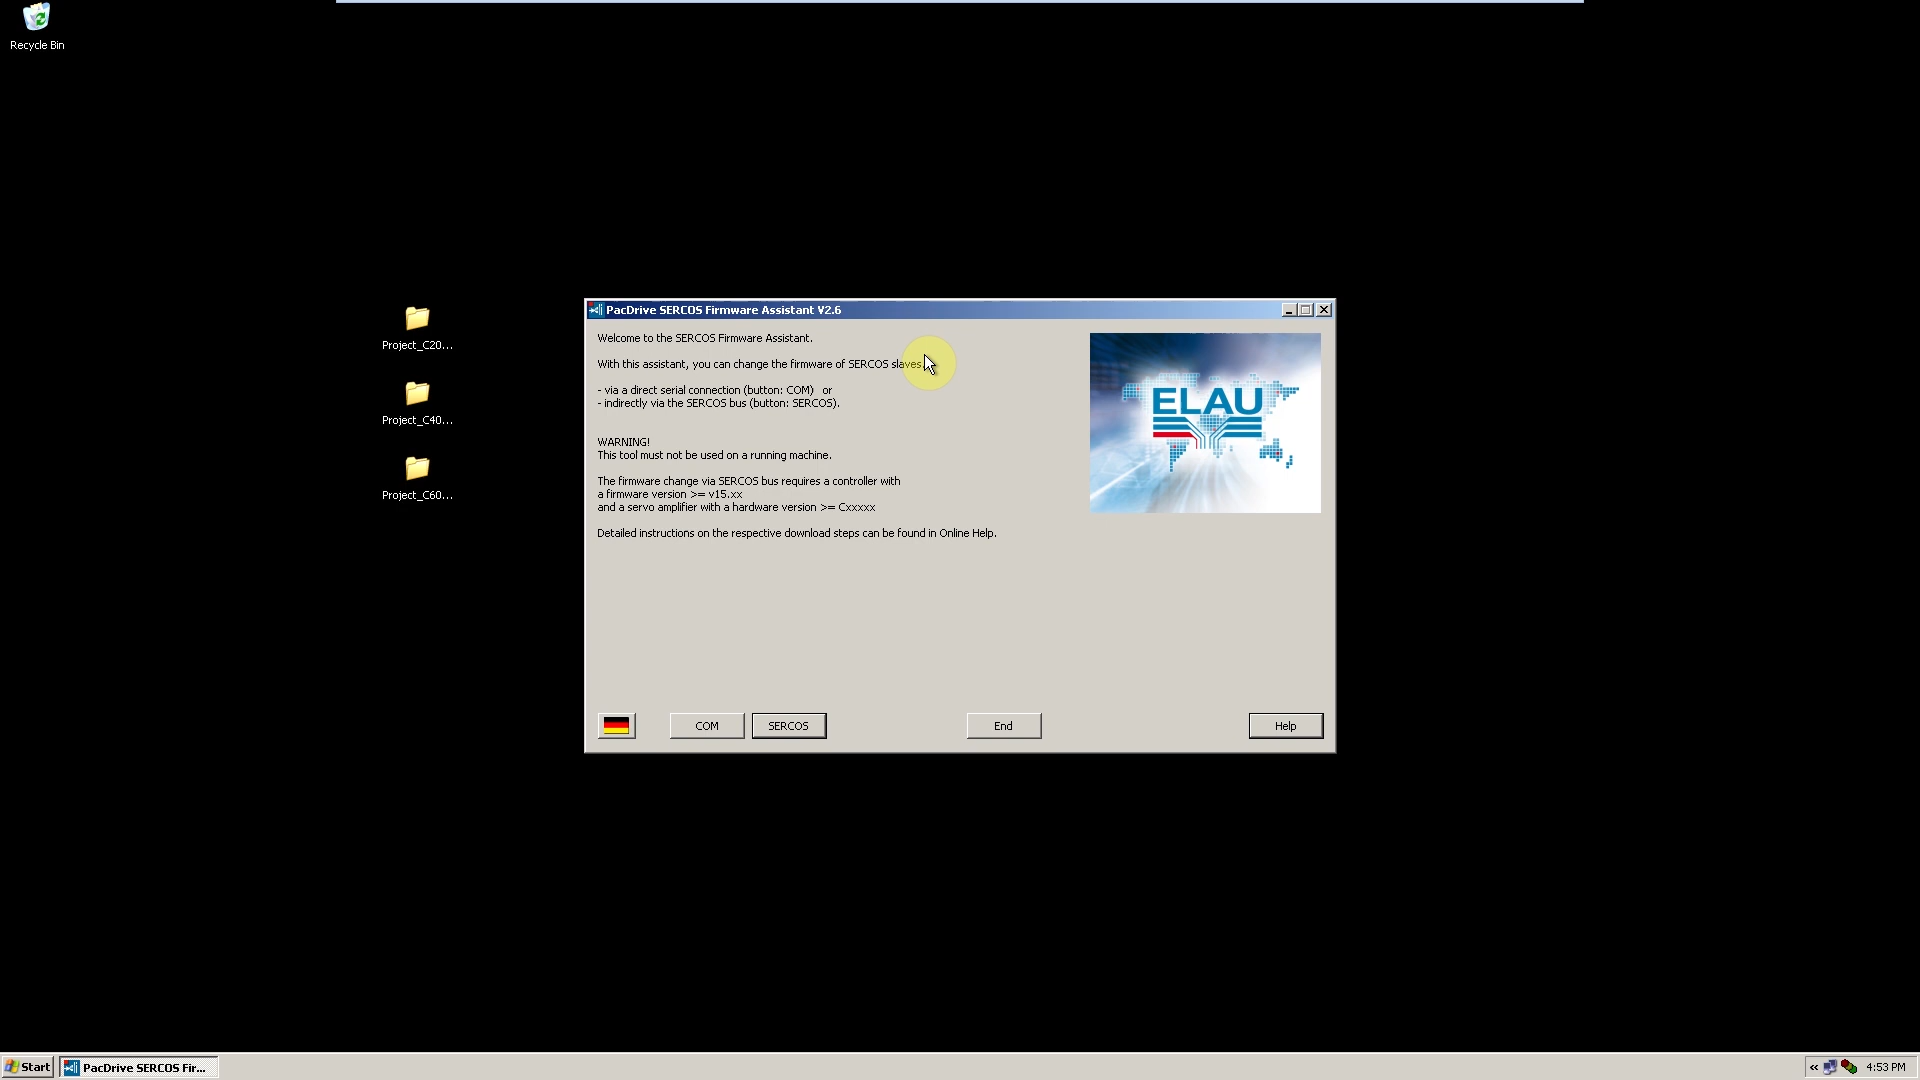 Recycle Bin
Project_C20...
Project_C40...
Project_C60...
PacDrive SERCOS Firmware Assistant V2.6
Welcome to the SERCOS Firmware Assistant.
With this assistant, you can change the firmware of SERCOS slaves.
- via a direct serial connection (button: COM) or
- indirectly via the SERCOS bus (button: SERCOS).
WARNING!
This tool must not be used on a running machine.
The firmware change via SERCOS bus requires a controller with
a firmware version >= v15.xx
and a servo amplifier with a hardware version >= Cxxxxx
Detailed instructions on the respective download steps can be found in Online Help.
ELAU
COM
SERCOS
End
Help
Start
PacDrive SERCOS Fir...
«
4:53 PM